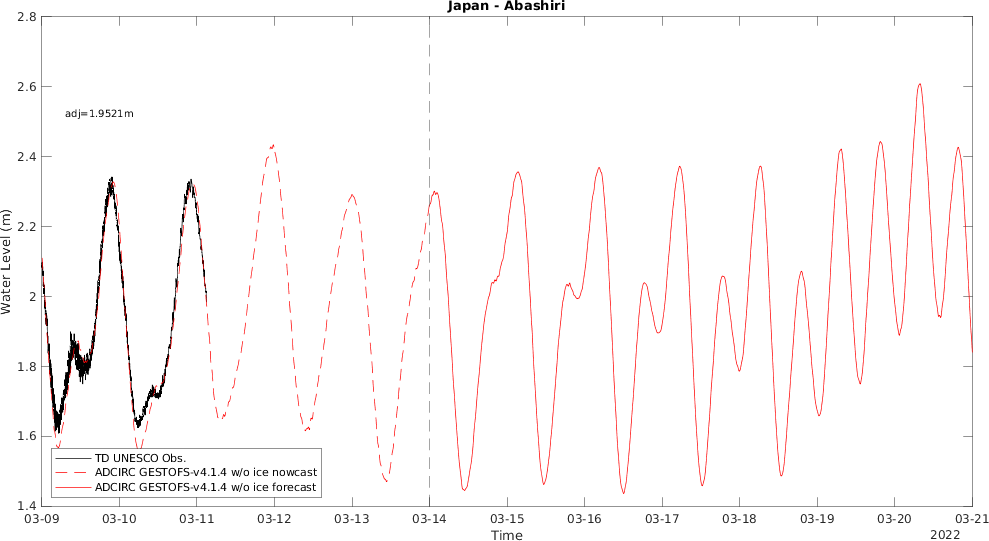 Japan - Abashiri
2.8
2.6
2.4
2.2
2
1.8
1.6
1.4
Water Level (m)
adj=1.9521m
TD UNESCO Obs.
ADCIRC GESTOFS-v4.1.4 w/o ice nowcast
ADCIRC GESTOFS-v4.1.4 w/o ice forecast
03-09 03-10 03-11 03-12 03-13 03-14 03-15 03-16 03-17 03-18 03-19 03-20 03-21
Time
2022